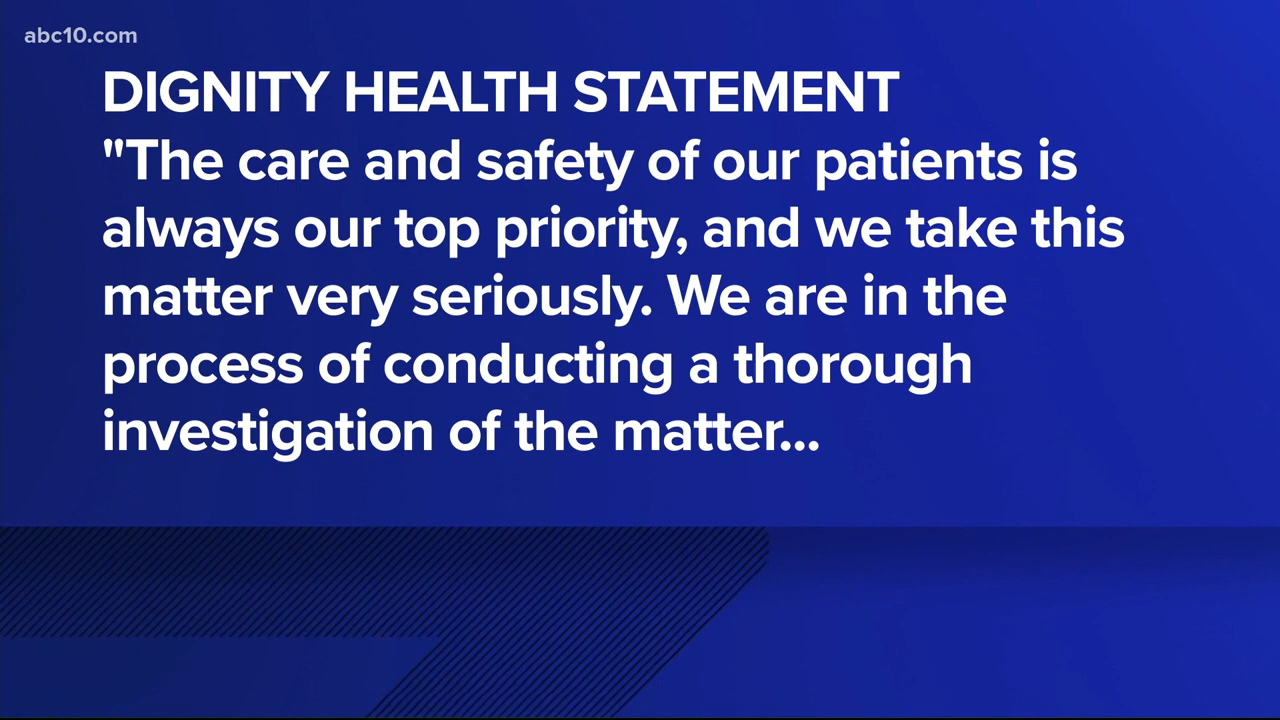 abc10.com
DIGNITY HEALTH STATEMENT
"The care and safety of our patients is
always our top priority, and we take this
matter very seriously. We are in the
process of conducting a thorough
investigation of the matter...